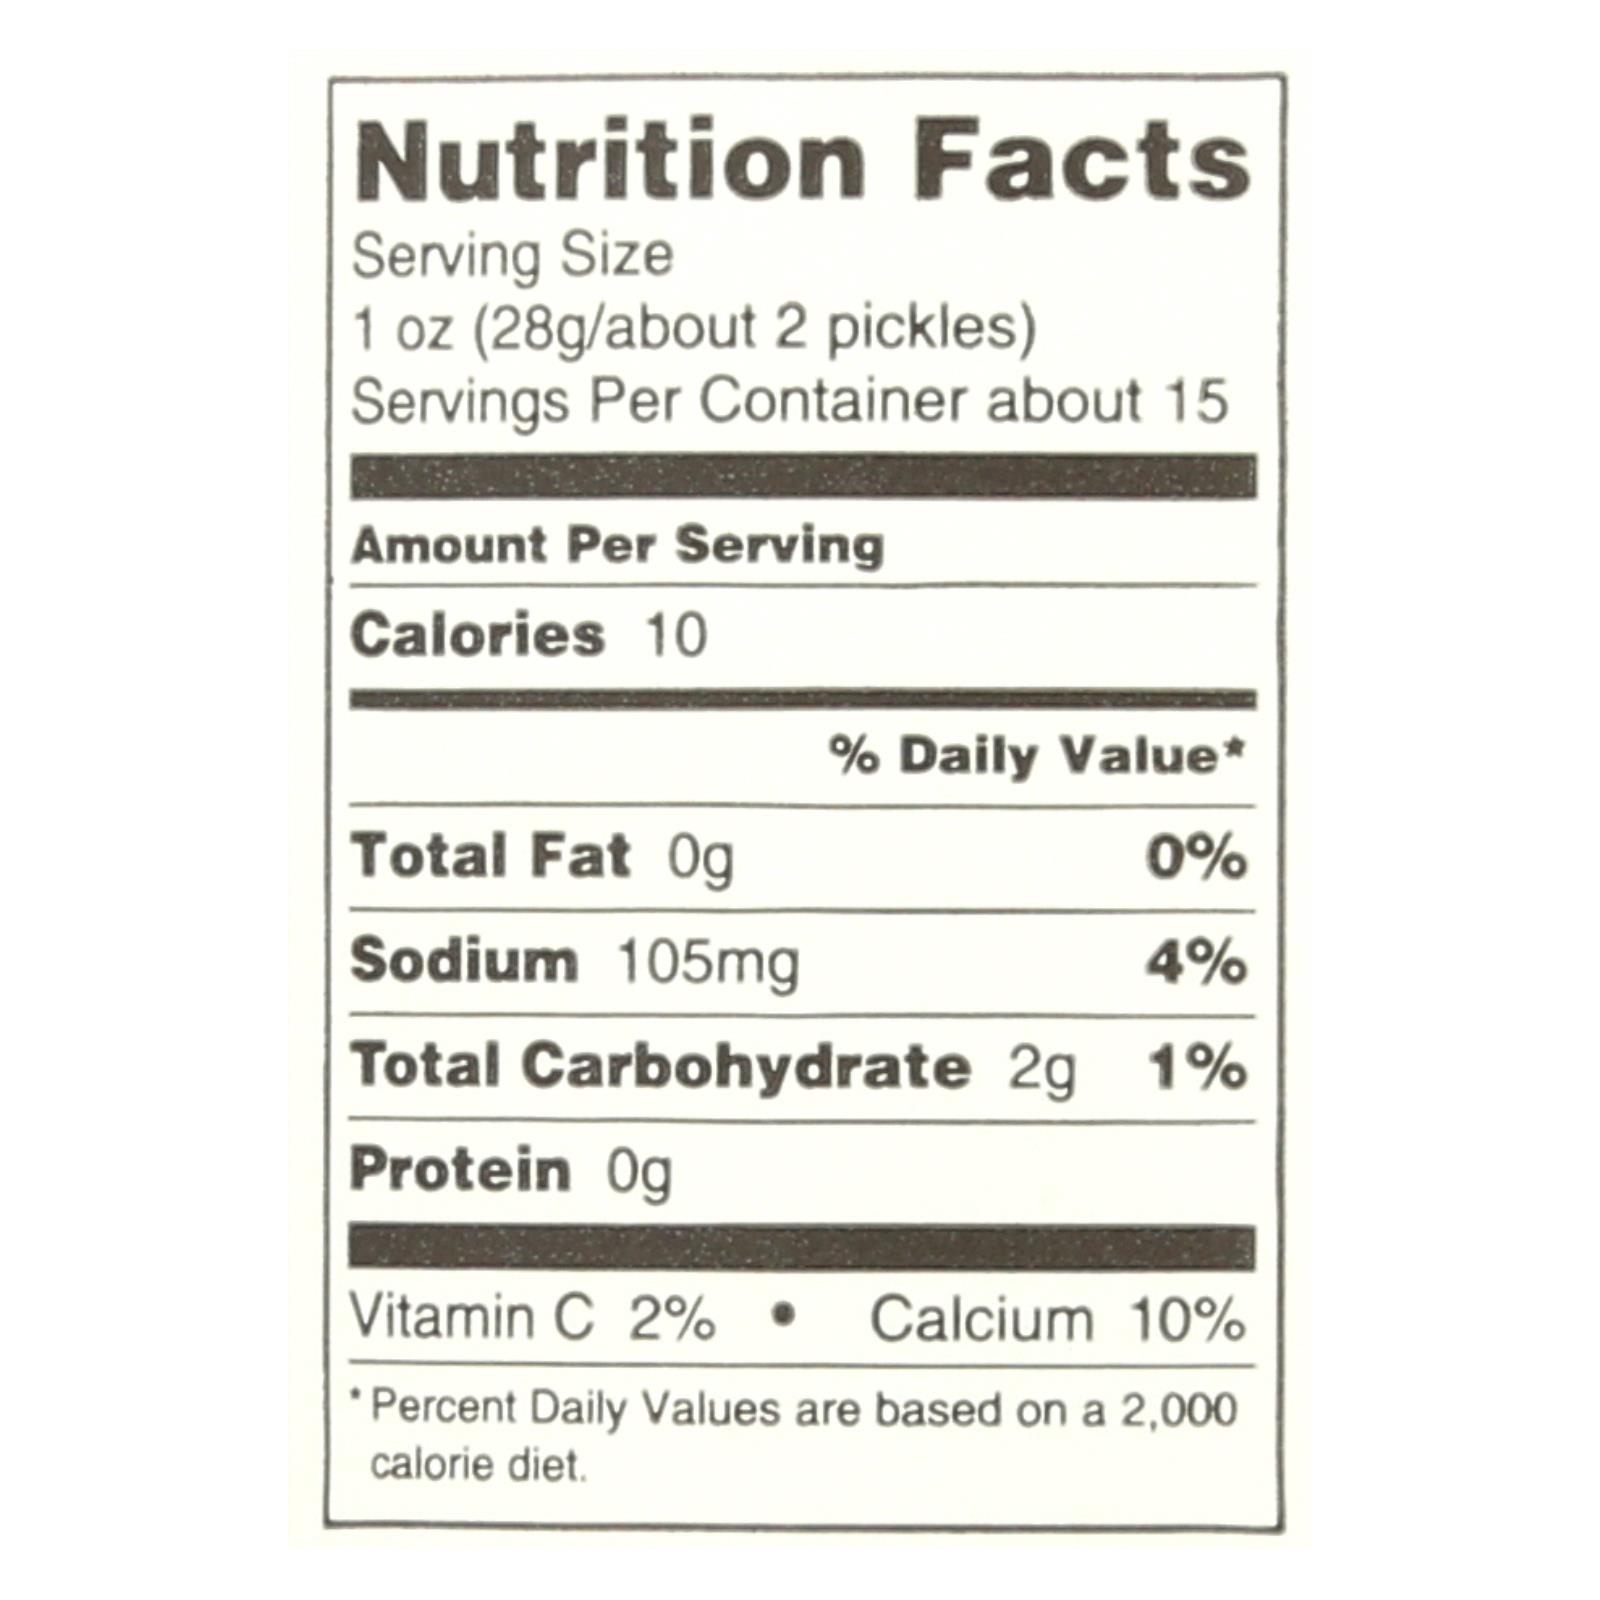 Nutrition Facts
Serving Size
1 oz (28g/about 2 pickles)
Servings Per Container about 15
Amount Per Serving
Calories 10
% Daily Value*
Total Fat 0g 0%
Sodium 105mg 4%
Total Carbohydrate 2g 1%
Protein 0g
Vitamin C 2% • Calcium 10%
* Percent Daily Values are based on a 2,000
calorie diet.